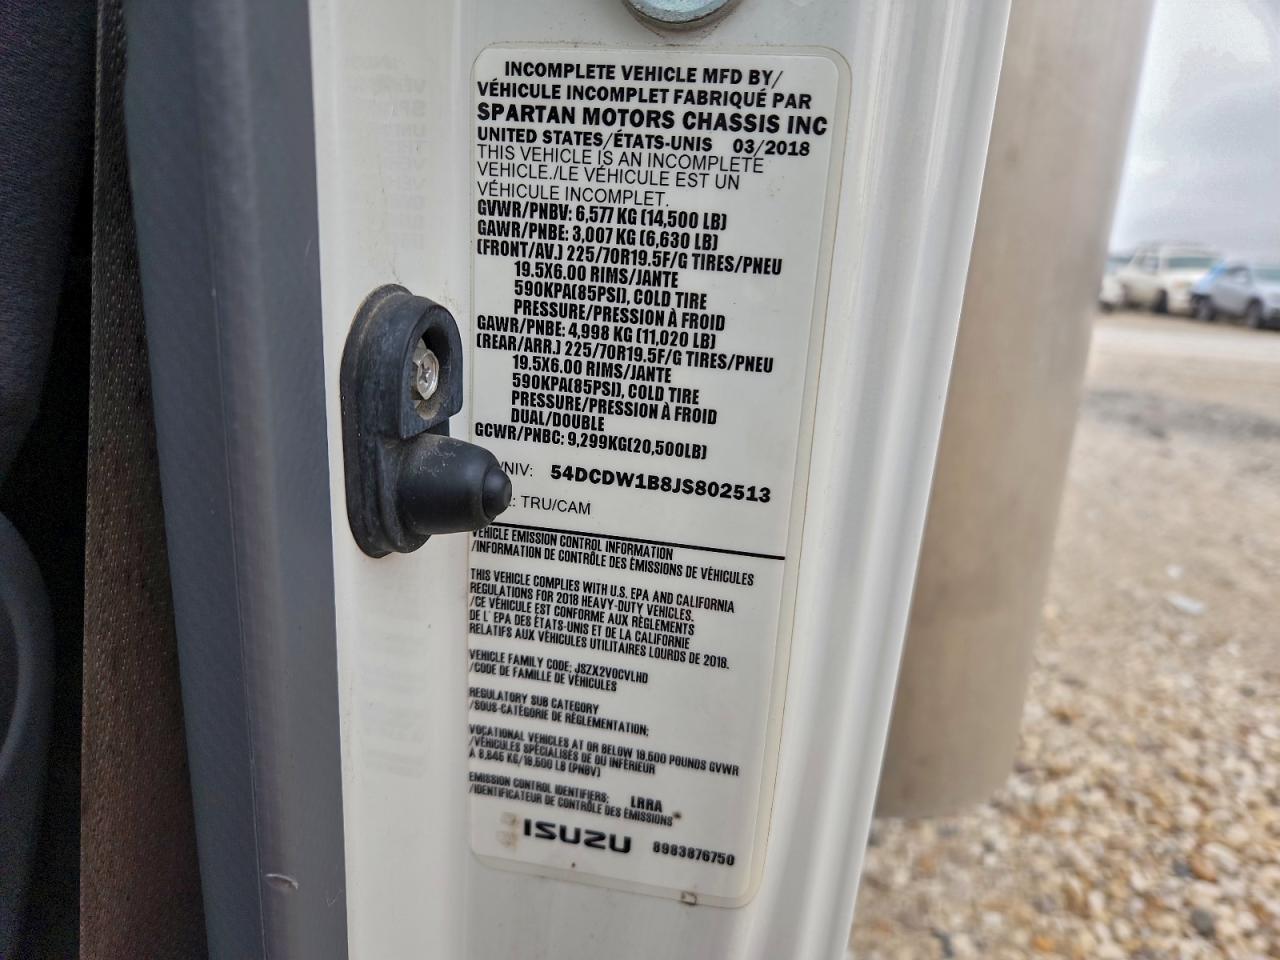 INCOMPLETE VEHICLE MFD BY/
VÉHICULE INCOMPLET FABRIQUÉ PAR
SPARTAN MOTORS CHASSIS INC
UNITED STATES/ÉTATS-UNIS 03/2018
THIS VEHICLE IS AN INCOMPLETE
VEHICLE./LE VÉHICULE EST UN
VÉHICULE INCOMPLET.
GVWR/PNBV: 6,577 KG (14,500 LB)
GAWR/PNBE: 3,007 KG (6,630 LB)
(FRONT/AV.) 225/70R19.5F/G TIRES/PNEU
19.5X6.00 RIMS/JANTE
590KPA(85PSI), COLD TIRE
PRESSURE/PRESSION À FROID
GAWR/PNBE: 4,998 KG (11,020 LB)
(REAR/ARR.) 225/70R19.5F/G TIRES/PNEU
19.5X6.00 RIMS/JANTE
590KPA(85PSI), COLD TIRE
PRESSURE/PRESSION À FROID
DUAL/DOUBLE
GCWR/PNBC: 9,299KG(20,500LB)
/NIV: 54DCDW1B8JS802513
: TRU/CAM
VEHICLE EMISSION CONTROL INFORMATION
/INFORMATION DE CONTRÔLE DES ÉMISSIONS DE VÉHICULES
THIS VEHICLE COMPLIES WITH U.S. EPA AND CALIFORNIA
REGULATIONS FOR 2018 HEAVY-DUTY VEHICLES.
/CE VÉHICULE EST CONFORME AUX RÈGLEMENTS
DE L' EPA DES ÉTATS-UNIS ET DE LA CALIFORNIE
RELATIFS AUX VÉHICULES UTILITAIRES LOURDS DE 2018.
VEHICLE FAMILY CODE: JSZX2VOCVLHD
/CODE DE FAMILLE DE VÉHICULES
REGULATORY SUB CATEGORY
/SOUS-CATÉGORIE DE RÉGLEMENTATION:
VOCATIONAL VEHICLES AT OR BELOW 19,500 POUNDS GVWR
/VÉHICULES SPÉCIALISÉS DE OU INFÉRIEUR
À 8,845 KG/19,500 LB (PNBV)
EMISSION CONTROL IDENTIFIERS: LRRA
/IDENTIFICATEUR DE CONTRÔLE DES ÉMISSIONS
ISUZU 8983876750